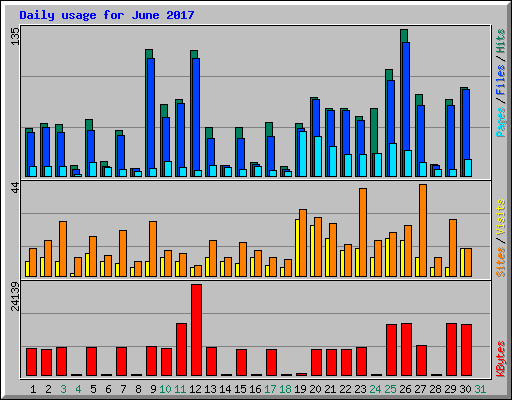 Daily usage for June 2017
135
Pages / Files / Hits
44
Sites / Visits
24139
KBytes
1 2 3 4 5 6 7 8 9 10 11 12 13 14 15 16 17 18 19 20 21 22 23 24 25 26 27 28 29 30 31